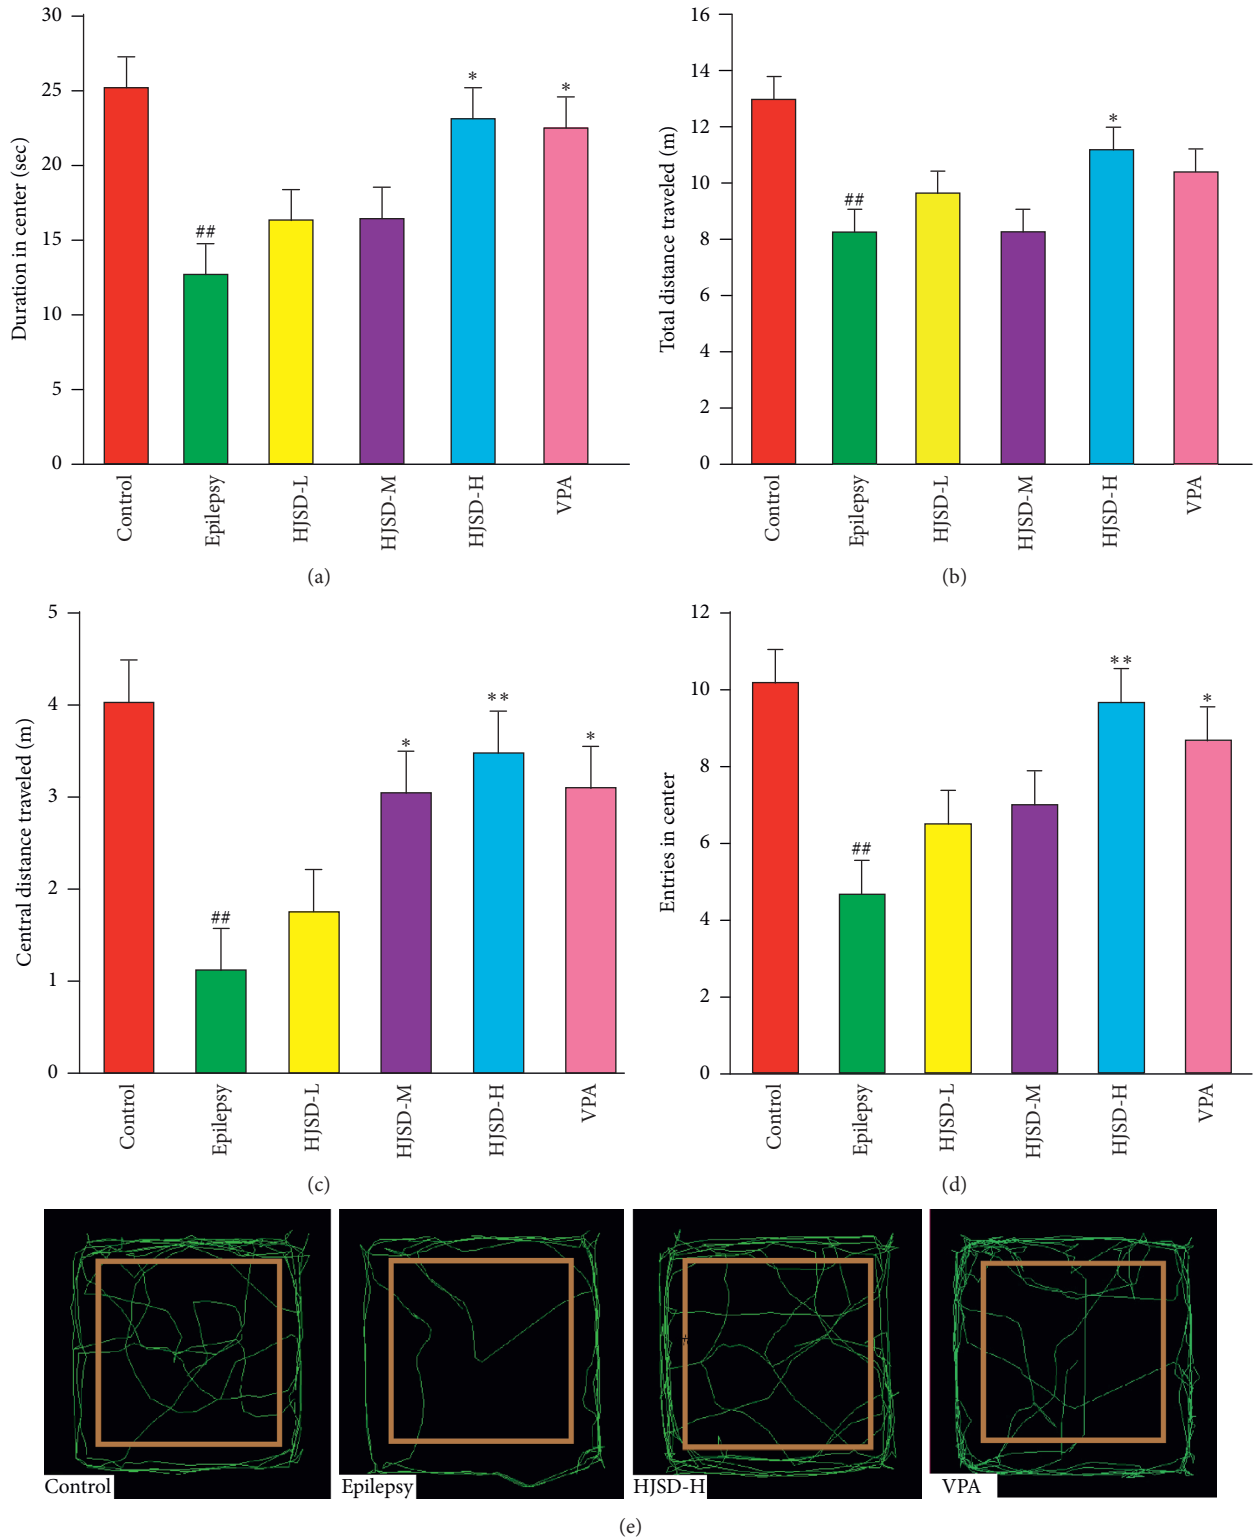 30
25
20
15
10
5
0
Duration in center (sec)
##
*
*
Control
Epilepsy
HJSD-L
HJSD-M
HJSD-H
VPA
(a)
16
14
12
10
8
6
4
2
0
Total distance traveled (m)
##
*
Control
Epilepsy
HJSD-L
HJSD-M
HJSD-H
VPA
(b)
5
4
3
2
1
0
Central distance traveled (m)
##
*
**
*
Control
Epilepsy
HJSD-L
HJSD-M
HJSD-H
VPA
(c)
12
10
8
6
4
2
0
Entries in center
##
**
*
Control
Epilepsy
HJSD-L
HJSD-M
HJSD-H
VPA
(d)
Control
Epilepsy
HJSD-H
VPA
(e)